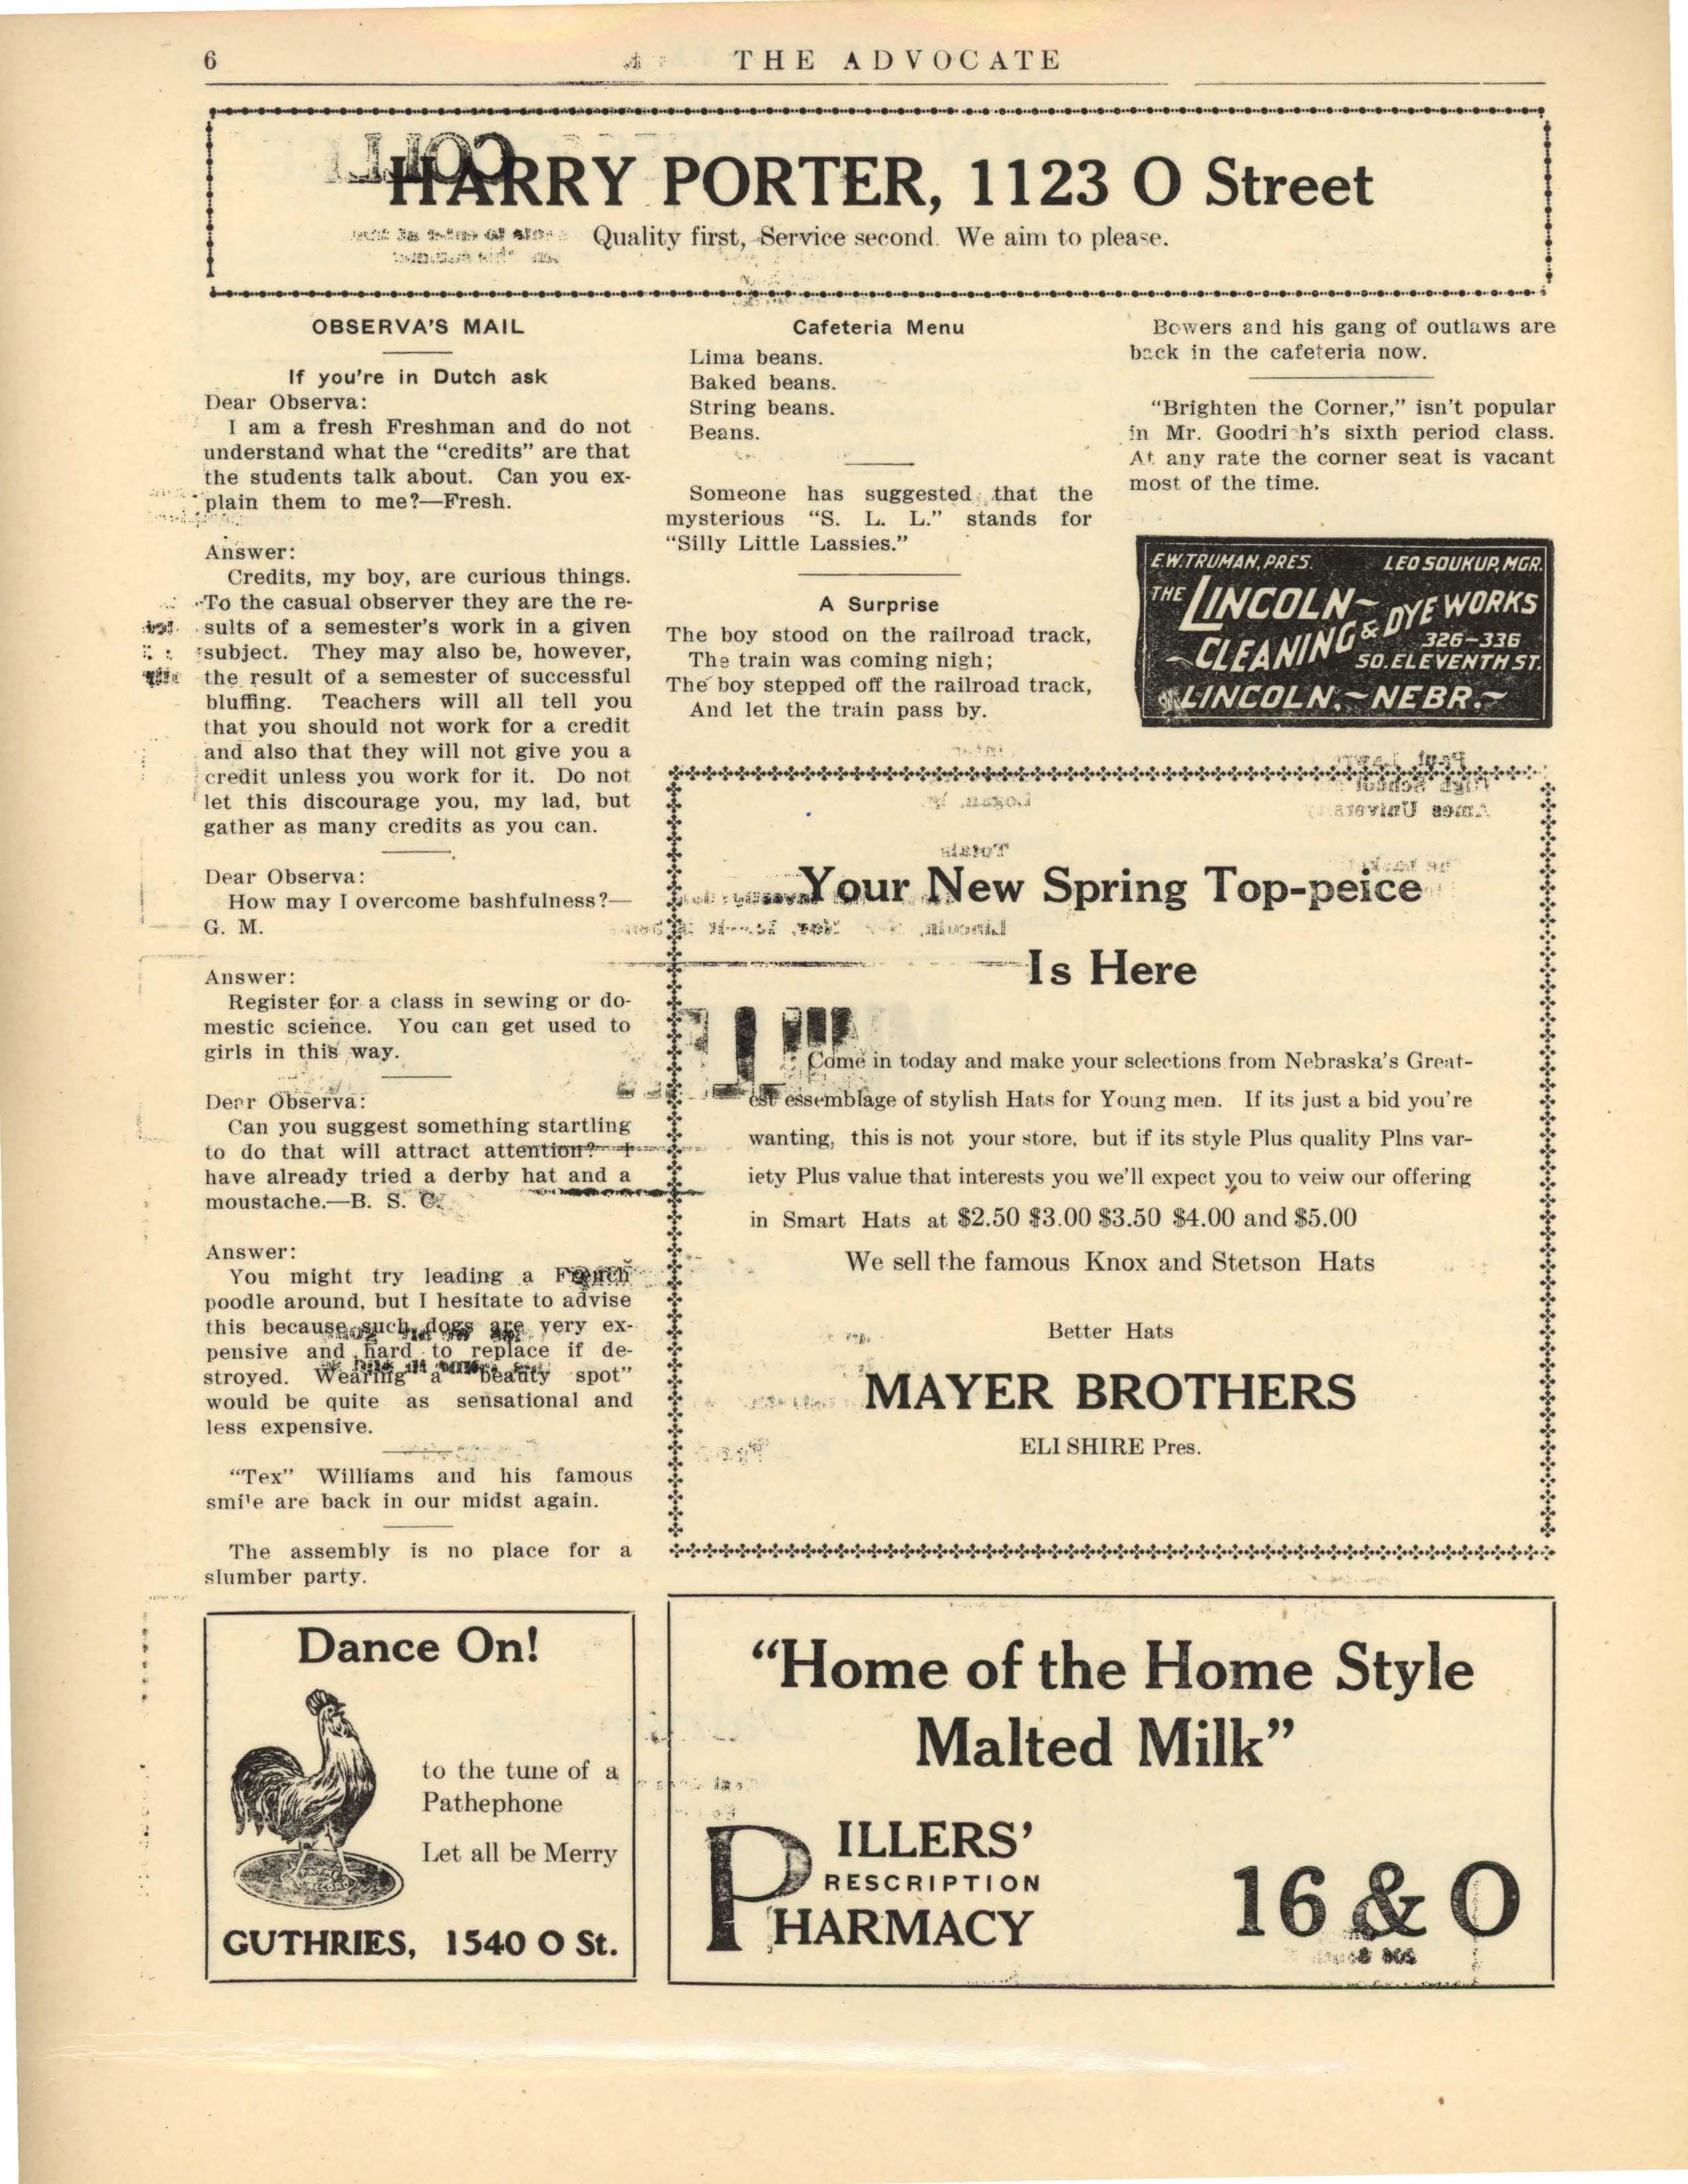 6
THE ADVOCATE
HARRY PORTER, 1123 O Street
Quality first, Service second. We aim to please.
OBSERVA'S MAIL
If you're in Dutch ask
Dear Observa:
I am a fresh Freshman and do not
understand what the "credits" are that
the students talk about. Can you ex-
plain them to me?—Fresh.
Answer:
Credits, my boy, are curious things.
To the casual observer they are the re-
sults of a semester's work in a given
subject. They may also be, however,
the result of a semester of successful
bluffing. Teachers will all tell you
that you should not work for a credit
and also that they will not give you a
credit unless you work for it. Do not
let this discourage you, my lad, but
gather as many credits as you can.
Dear Observa:
How may I overcome bashfulness?—
G. M.
Answer:
Register for a class in sewing or do-
mestic science. You can get used to
girls in this way.
Dear Observa:
Can you suggest something startling
to do that will attract attention? I
have already tried a derby hat and a
moustache.—B. S. C.
Answer:
You might try leading a French
poodle around, but I hesitate to advise
this because such dogs are very ex-
pensive and hard to replace if de-
stroyed. Wearing a "beauty spot"
would be quite as sensational and
less expensive.
"Tex" Williams and his famous
smile are back in our midst again.
The assembly is no place for a
slumber party.
Cafeteria Menu
Lima beans.
Baked beans.
String beans.
Beans.
Someone has suggested that the
mysterious "S. L. L." stands for
"Silly Little Lassies."
A Surprise
The boy stood on the railroad track,
The train was coming nigh;
The boy stepped off the railroad track,
And let the train pass by.
Bowers and his gang of outlaws are
back in the cafeteria now.
"Brighten the Corner," isn't popular
in Mr. Goodrich's sixth period class.
At any rate the corner seat is vacant
most of the time.
E.W. TRUMAN, PRES. LEO SOUKUP, MGR.
THE LINCOLN
CLEANING & DYE WORKS
326-336
SO. ELEVENTH ST.
LINCOLN. NEBR.
Your New Spring Top-peice
Is Here
Come in today and make your selections from Nebraska's Great-
est essemblage of stylish Hats for Young men. If its just a bid you're
wanting, this is not your store, but if its style Plus quality Plns var-
iety Plus value that interests you we'll expect you to veiw our offering
in Smart Hats at $2.50 $3.00 $3.50 $4.00 and $5.00
We sell the famous Knox and Stetson Hats
Better Hats
MAYER BROTHERS
ELI SHIRE Pres.
Dance On!
to the tune of a
Pathephone
Let all be Merry
GUTHRIES, 1540 O St.
"Home of the Home Style
Malted Milk"
PILLERS'
PRESCRIPTION
PHARMACY
16 & O